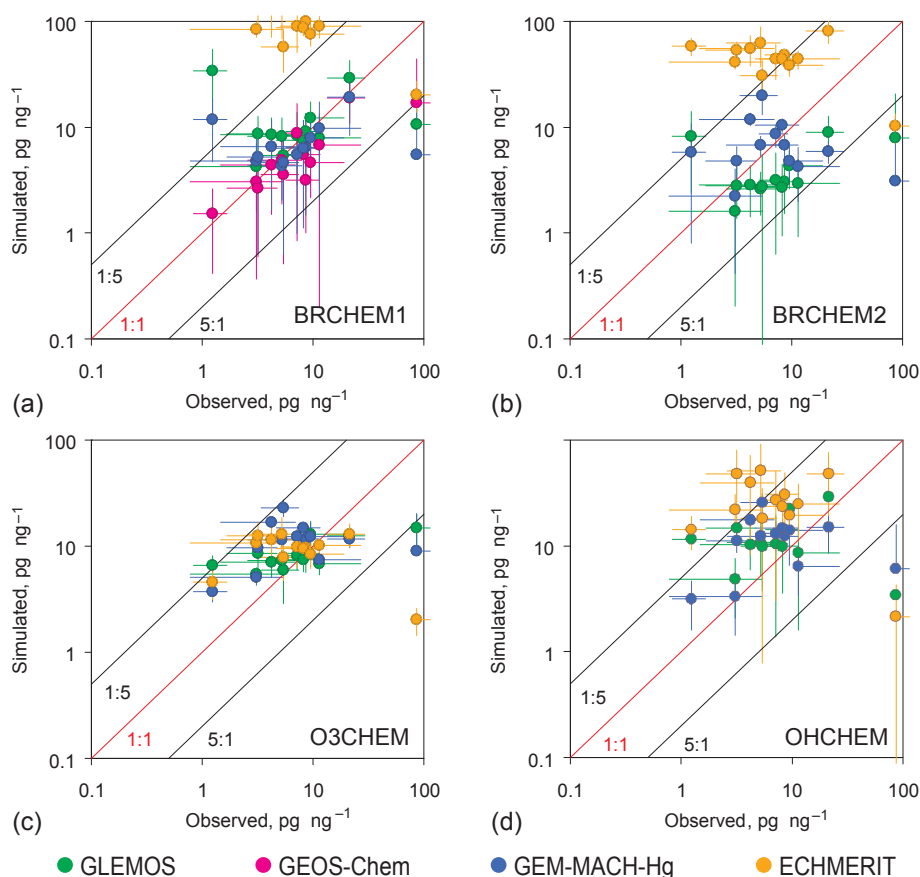 100
10
1
0.1
Simulated, pg ng⁻¹
1:5
1:1
5:1
BRCHEM1
0.1 1 10 100
Observed, pg ng⁻¹
(a)
100
10
1
0.1
Simulated, pg ng⁻¹
1:5
1:1
5:1
BRCHEM2
0.1 1 10 100
Observed, pg ng⁻¹
(b)
100
10
1
0.1
Simulated, pg ng⁻¹
1:5
1:1
5:1
O3CHEM
0.1 1 10 100
Observed, pg ng⁻¹
(c)
100
10
1
0.1
Simulated, pg ng⁻¹
1:5
1:1
5:1
OHCHEM
0.1 1 10 100
Observed, pg ng⁻¹
(d)
GLEMOS GEOS-Chem GEM-MACH-Hg ECHMERIT